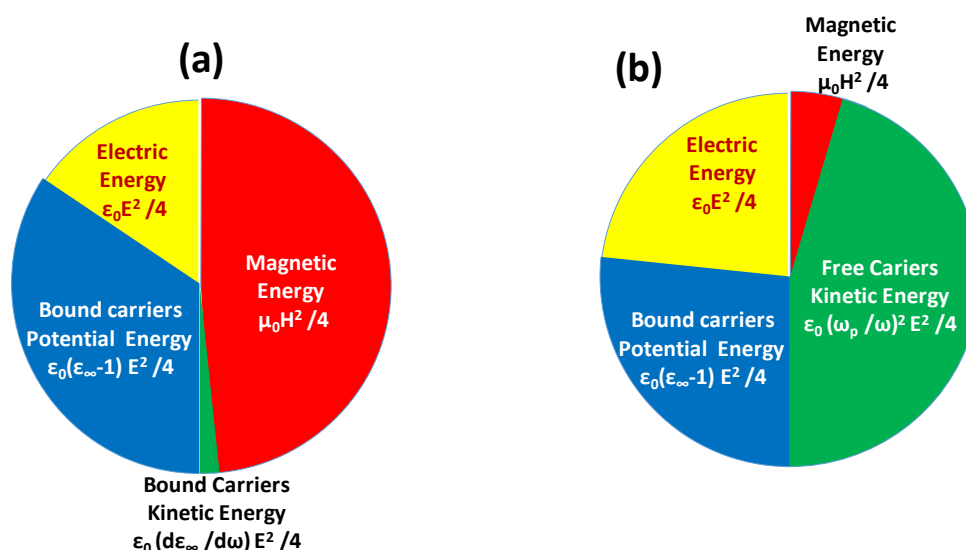 (a)
Electric
Energy
ε₀E² /4
Magnetic
Energy
μ₀H² /4
Bound carriers
Potential Energy
ε₀(ε∞-1) E² /4
Bound Carriers
Kinetic Energy
ε₀ (dε∞ /dω) E² /4
(b)
Magnetic
Energy
μ₀H² /4
Electric
Energy
ε₀E² /4
Free Cariers
Kinetic Energy
ε₀ (ωₚ /ω)² E² /4
Bound carriers
Potential Energy
ε₀(ε∞-1) E² /4